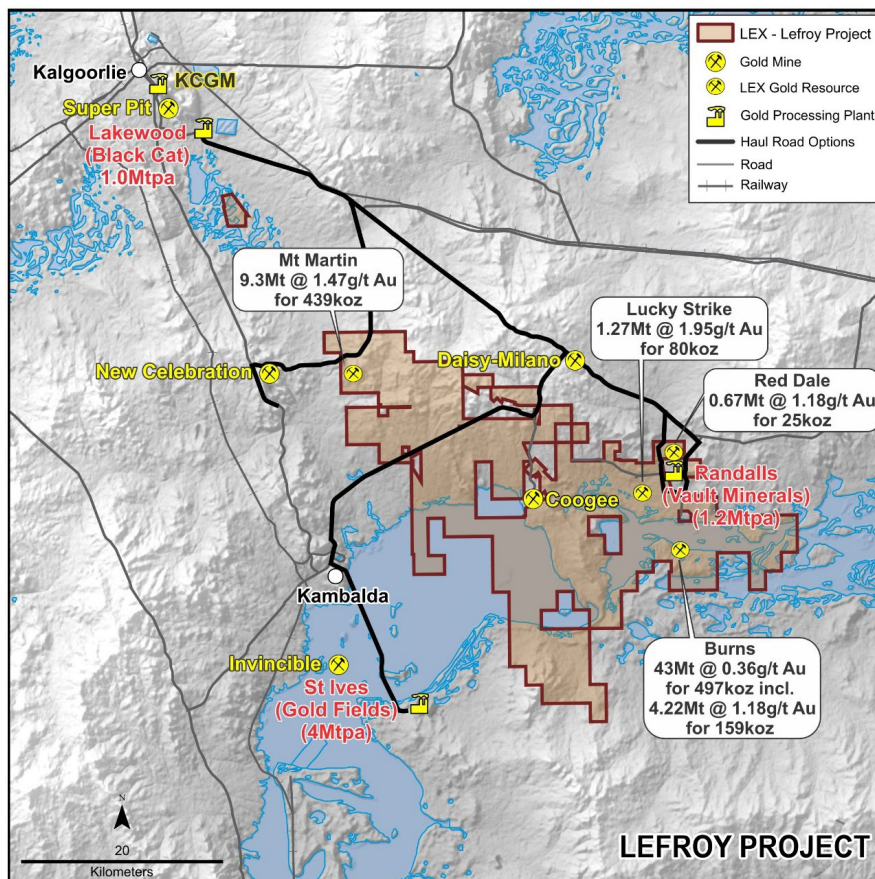 Kalgoorlie
KCGM
Super Pit
Lakewood
(Black Cat)
1.0Mtpa
LEX - Lefroy Project
Gold Mine
LEX Gold Resource
Gold Processing Plant
Haul Road Options
Road
Railway
Mt Martin
9.3Mt @ 1.47g/t Au
for 439koz
Lucky Strike
1.27Mt @ 1.95g/t Au
for 80koz
New Celebration
Daisy-Milano
Red Dale
0.67Mt @ 1.18g/t Au
for 25koz
Randalls
(Vault Minerals)
(1.2Mtpa)
Coogee
Kambalda
Invincible
St Ives
(Gold Fields)
(4Mtpa)
Burns
43Mt @ 0.36g/t Au
for 497koz incl.
4.22Mt @ 1.18g/t Au
for 159koz
N
20
Kilometers
LEFROY PROJECT